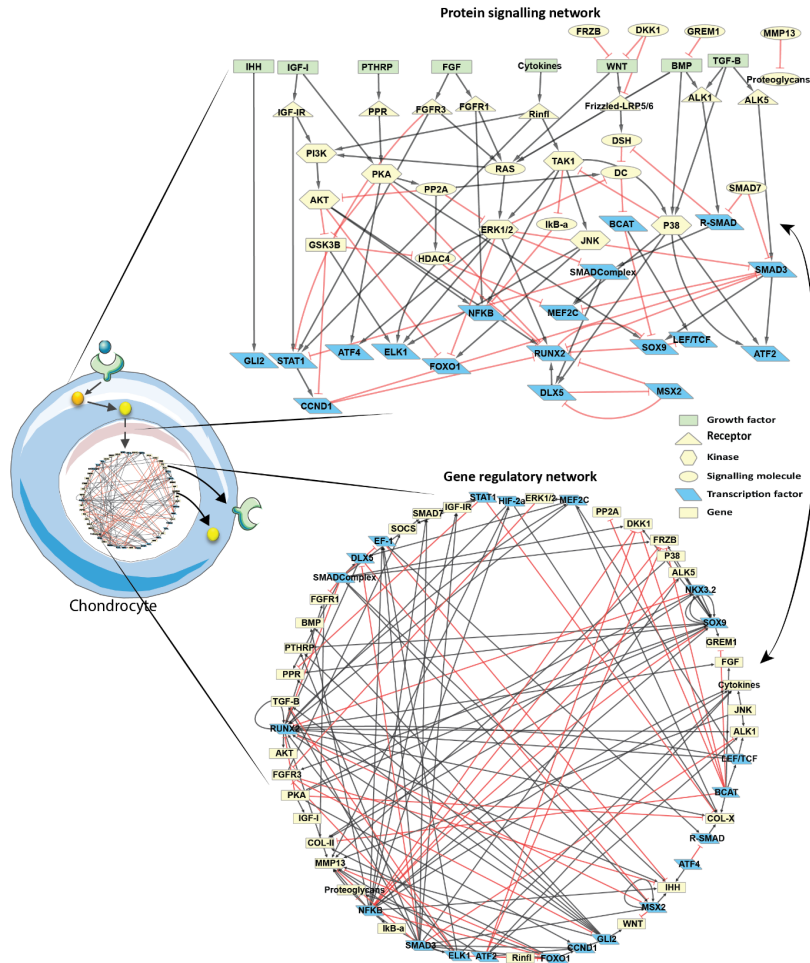 Protein signalling network
FRZB
DKK1
GREM1
MMP13
IHH
IGF-I
PTHRP
FGF
Cytokines
WNT
BMP
TGF-B
Proteoglycans
IGF-IR
PPR
FGFR3
FGFR1
Rinfl
Frizzled-LRP5/6
ALK1
ALK5
DSH
PI3K
PKA
RAS
TAK1
DC
SMAD7
AKT
PP2A
GSK3B
HDAC4
ERK1/2
IkB-a
JNK
BCAT
P38
R-SMAD
SMADComplex
SMAD3
NFKB
MEF2C
GLI2
STAT1
ATF4
ELK1
FOXO1
RUNX2
SOX9
LEF/TCF
ATF2
CCND1
DLX5
MSX2
Growth factor
Receptor
Kinase
Signalling molecule
Transcription factor
Gene
Chondrocyte
Gene regulatory network
STAT1
HIF-2a
ERK1/2
MEF2C
IGF-IR
SMAD7
SOCS
EF-1
DLX5
SMADComplex
FGFR1
BMP
PTHRP
PPR
TGF-B
RUNX2
AKT
FGFR3
PKA
IGF-I
COL-II
MMP13
Proteoglycans
NFKB
IkB-a
SMAD3
ELK1
ATF2
Rinfl
FOXO1
CCND1
GLI2
WNT
MSX2
IHH
ATF4
R-SMAD
COL-X
BCAT
LEF/TCF
ALK1
JNK
Cytokines
FGF
GREM1
SOX9
NKX3.2
ALK5
P38
FRZB
DKK1
PP2A